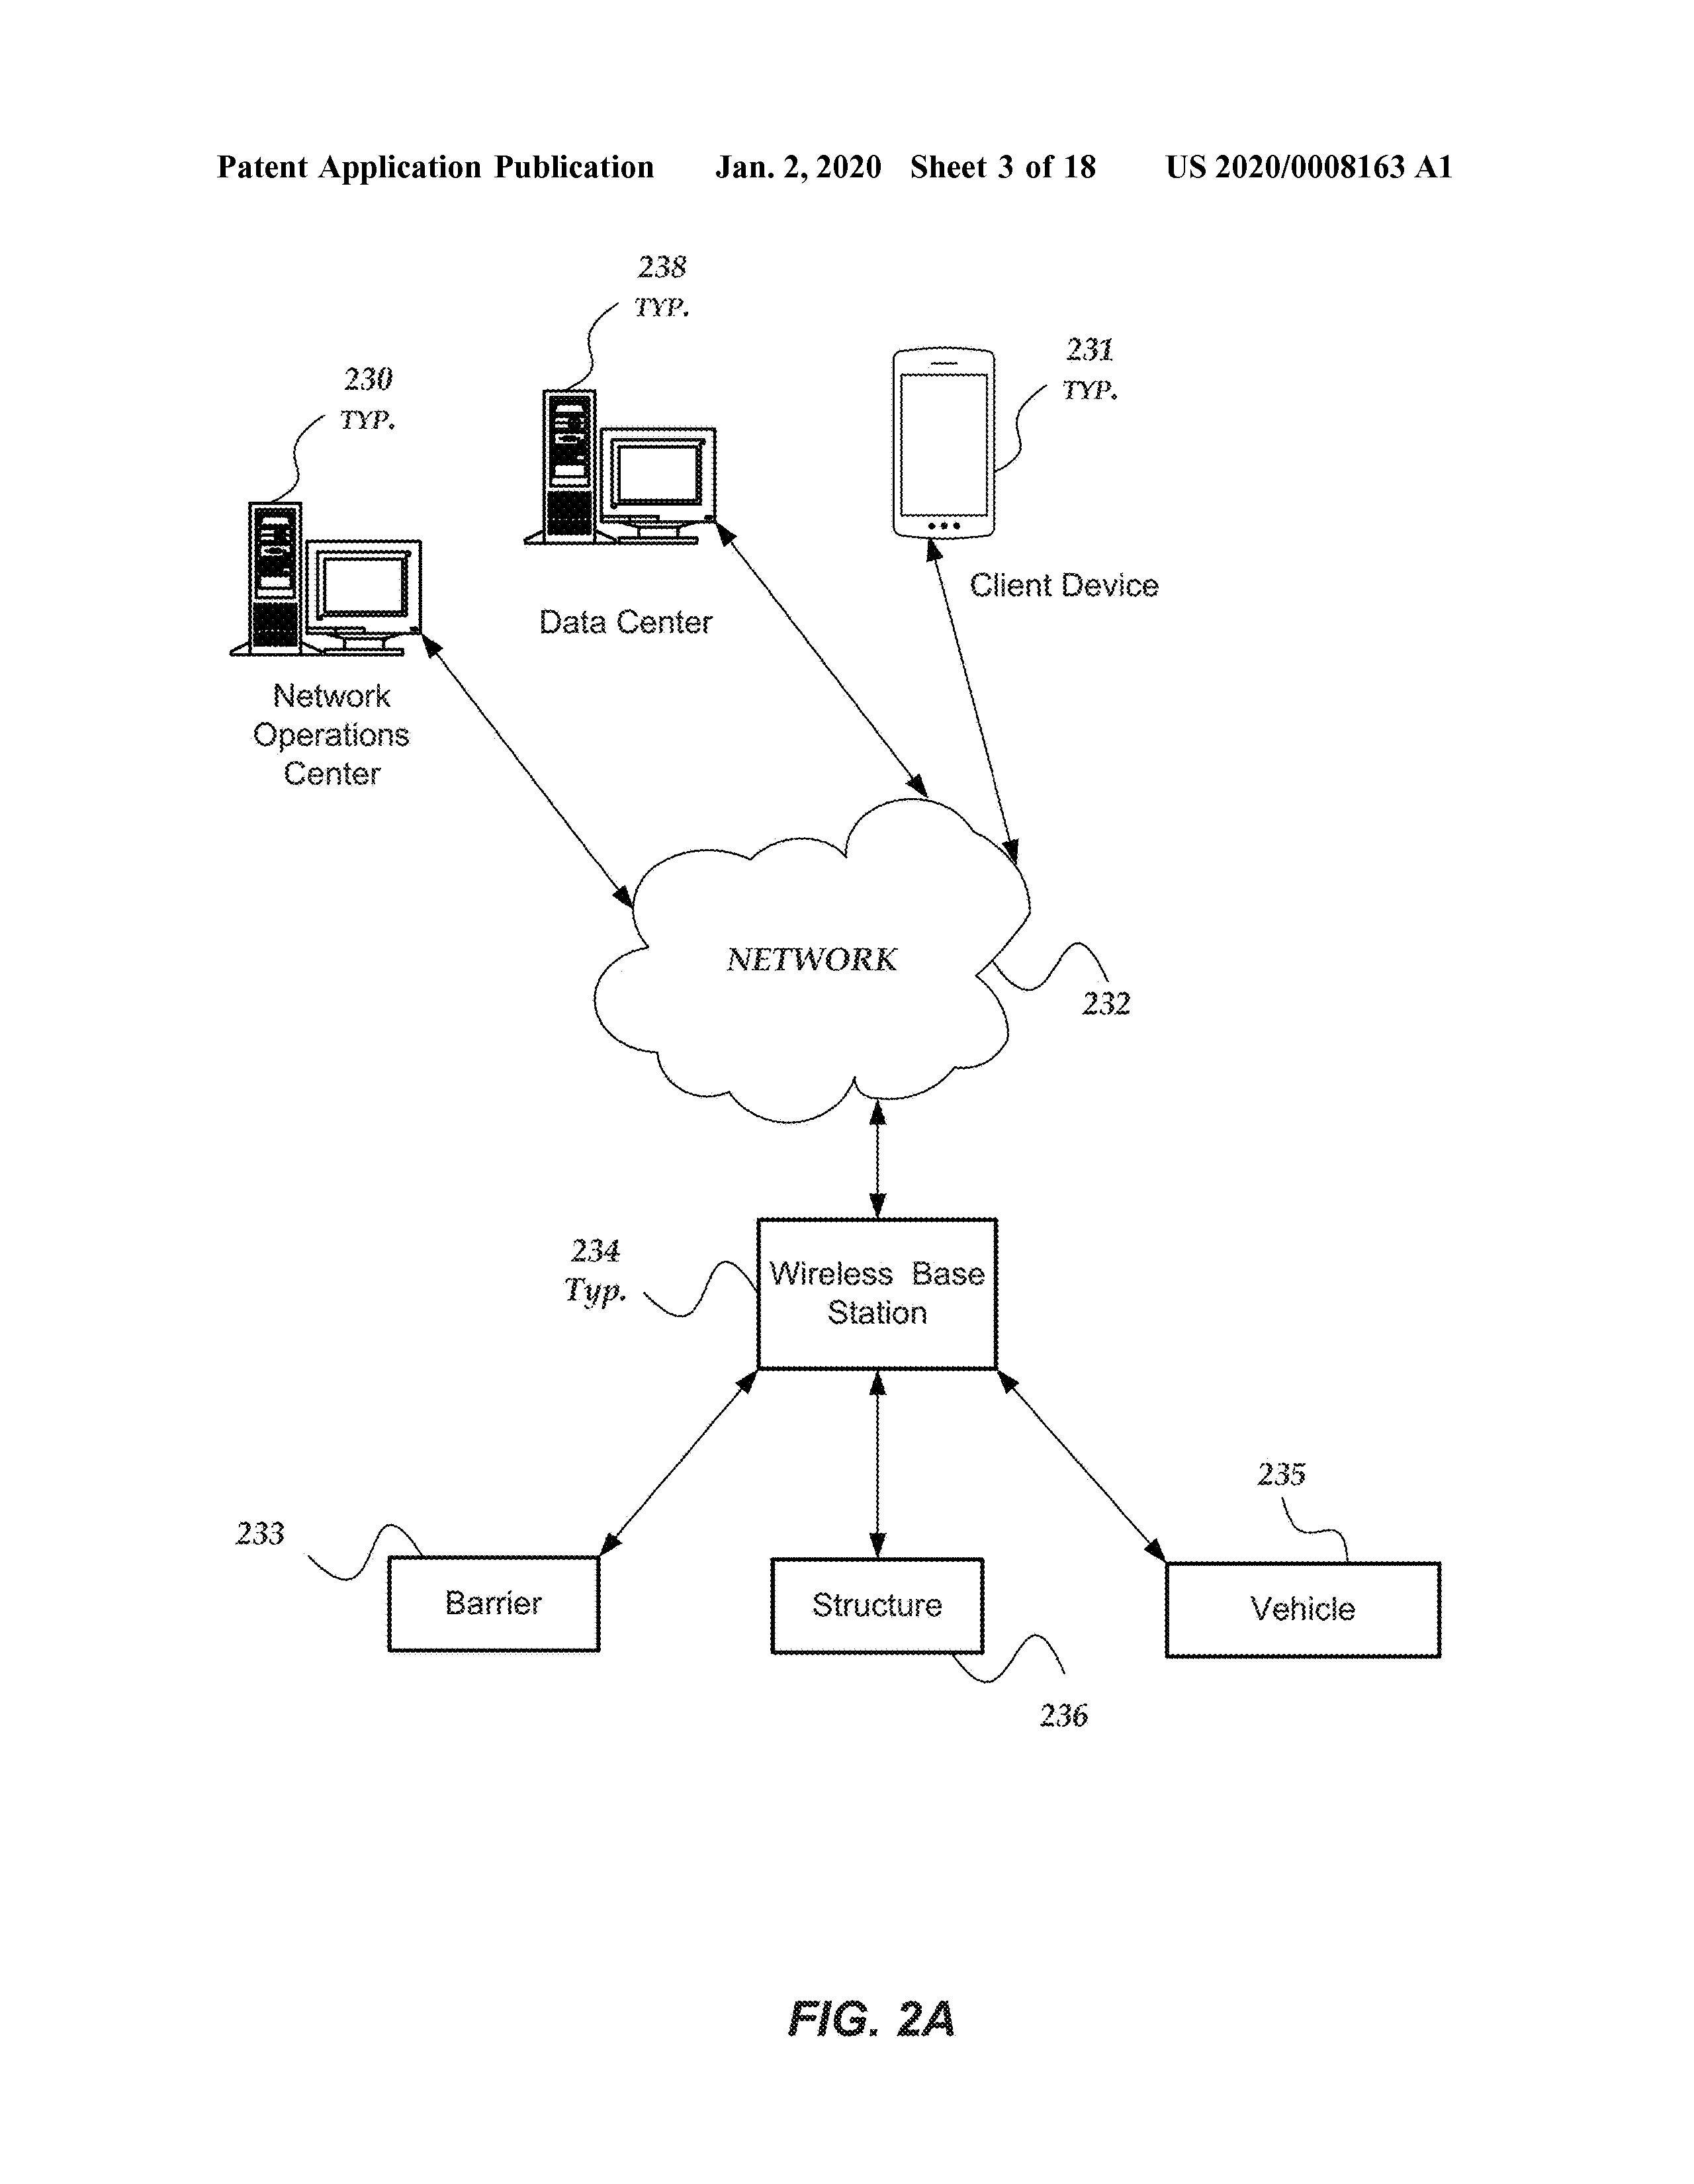 Patent Application Publication Jan. 2, 2020 Sheet 3 of 18 US 2020/0008163 A1
238
TYP.
231
TYP.
230
TYP.
Client Device
Data Center
Network
Operations
Center
NETWORK
232
234
Typ.
Wireless Base
Station
235
233
Barrier
Structure
Vehicle
236
FIG. 2A